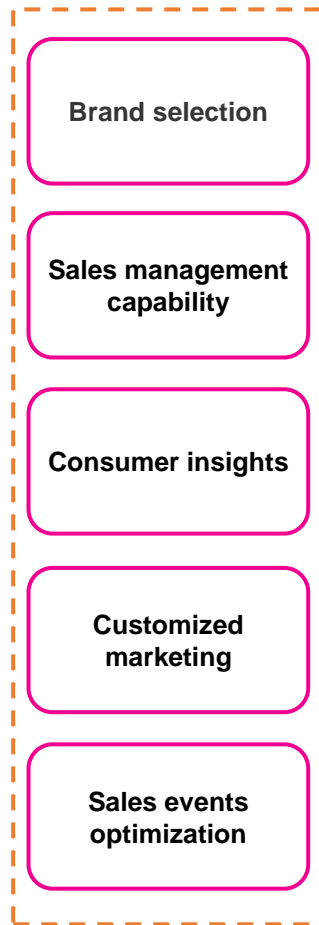 Brand selection
Sales management
capability
Consumer insights
Customized
marketing
Sales events
optimization